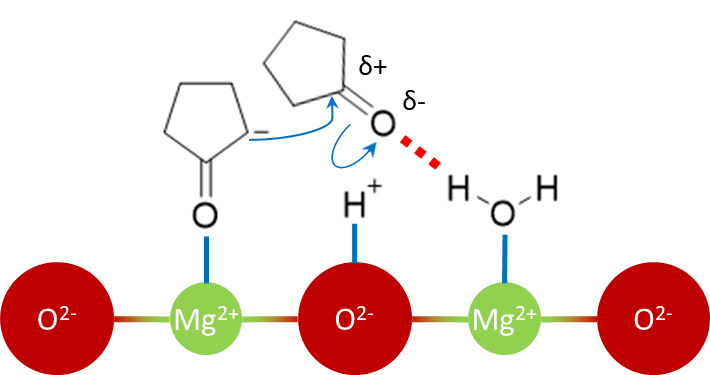 δ+
δ-
O
−
H H
H⁺
O
O
O²⁻ Mg²⁺ O²⁻ Mg²⁺ O²⁻